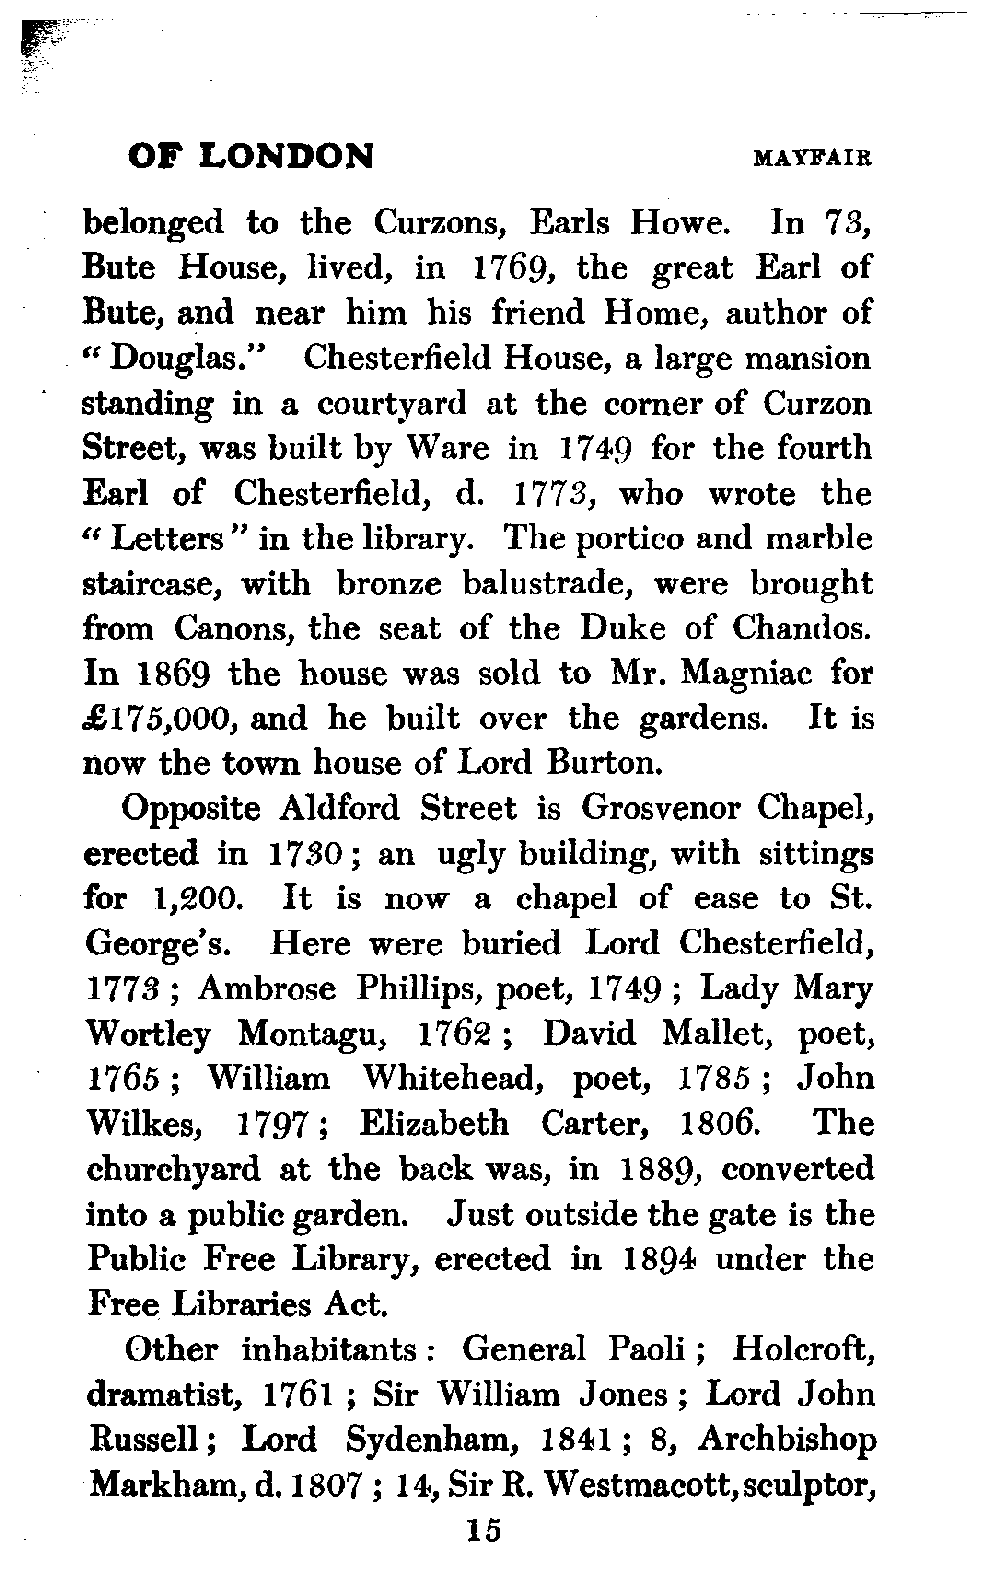 OF LONDON MAYFAIR
belonged to the Curzons, Earls Howe. In 73,
Bute House, lived, in 1769, the great Earl of
Bute, and near him his friend Home, author of
“ Douglas.” Chesterfield House, a large mansion
standing in a courtyard at the corner of Curzon
Street, was built by Ware in 1749 for the fourth
Earl of Chesterfield, d. 1773, who wrote the
“ Letters ” in the library. The portico and marble
staircase, with bronze balustrade, were brought
from Canons, the seat of the Duke of Chandos.
In 1869 the house was sold to Mr. Magniac for
£175,000, and he built over the gardens. It is
now the town house of Lord Burton.
Opposite Aldford Street is Grosvenor Chapel,
erected in 1730 ; an ugly building, with sittings
for 1,200. It is now a chapel of ease to St.
George's. Here were buried Lord Chesterfield,
1773 ; Ambrose Phillips, poet, 1749 ; Lady Mary
Wortley Montagu, 1762 ; David Mallet, poet,
1765 ; William Whitehead, poet, 1785 ; John
Wilkes, 1797 ; Elizabeth Carter, 1806. The
churchyard at the back was, in 1889, converted
into a public garden. Just outside the gate is the
Public Free Library, erected in 1894 under the
Free Libraries Act.
Other inhabitants : General Paoli ; Holcroft,
dramatist, 1761 ; Sir William Jones ; Lord John
Russell ; Lord Sydenham, 1841 ; 8, Archbishop
Markham, d. 1807 ; 14, Sir R. Westmacott, sculptor,
15